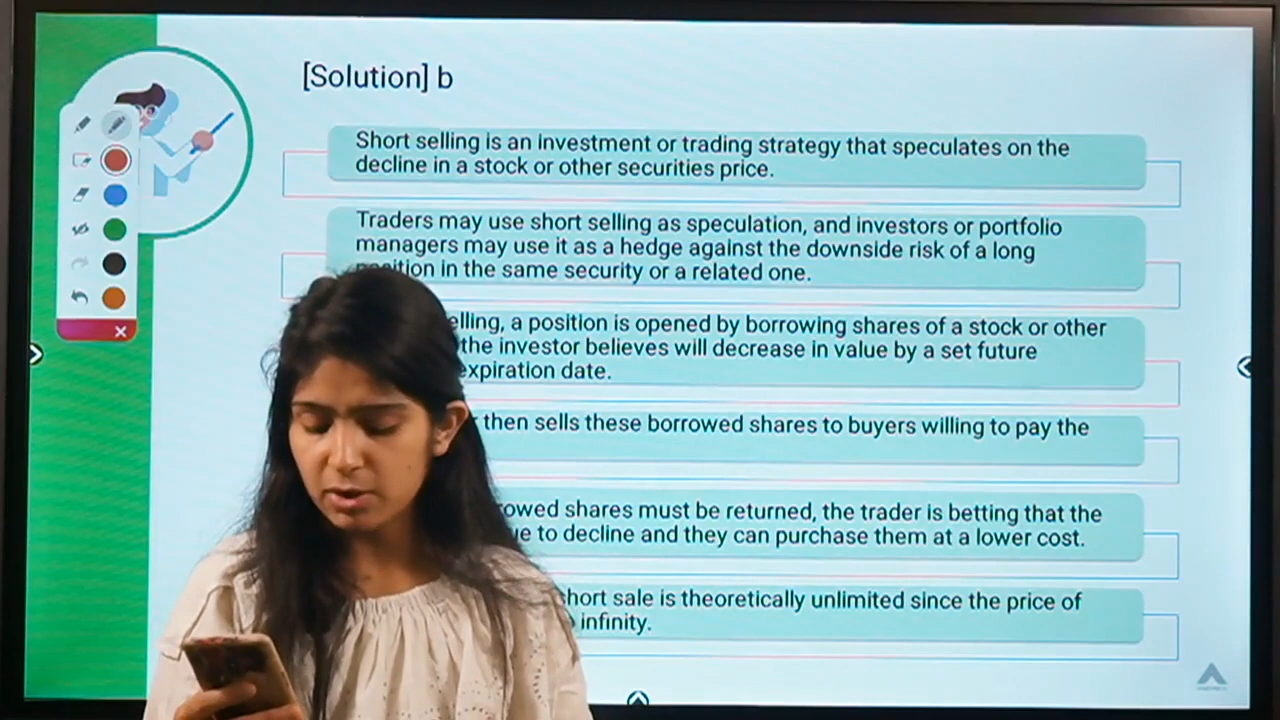 [Solution] b
Short selling is an investment or trading strategy that speculates on the
decline in a stock or other securities price.
Traders may use short selling as speculation, and investors or portfolio
managers may use it as a hedge against the downside risk of a long
position in the same security or a related one.
elling, a position is opened by borrowing shares of a stock or other
the investor believes will decrease in value by a set future
expiration date.
then sells these borrowed shares to buyers willing to pay the
owed shares must be returned, the trader is betting that the
ue to decline and they can purchase them at a lower cost.
short sale is theoretically unlimited since the price of
infinity.